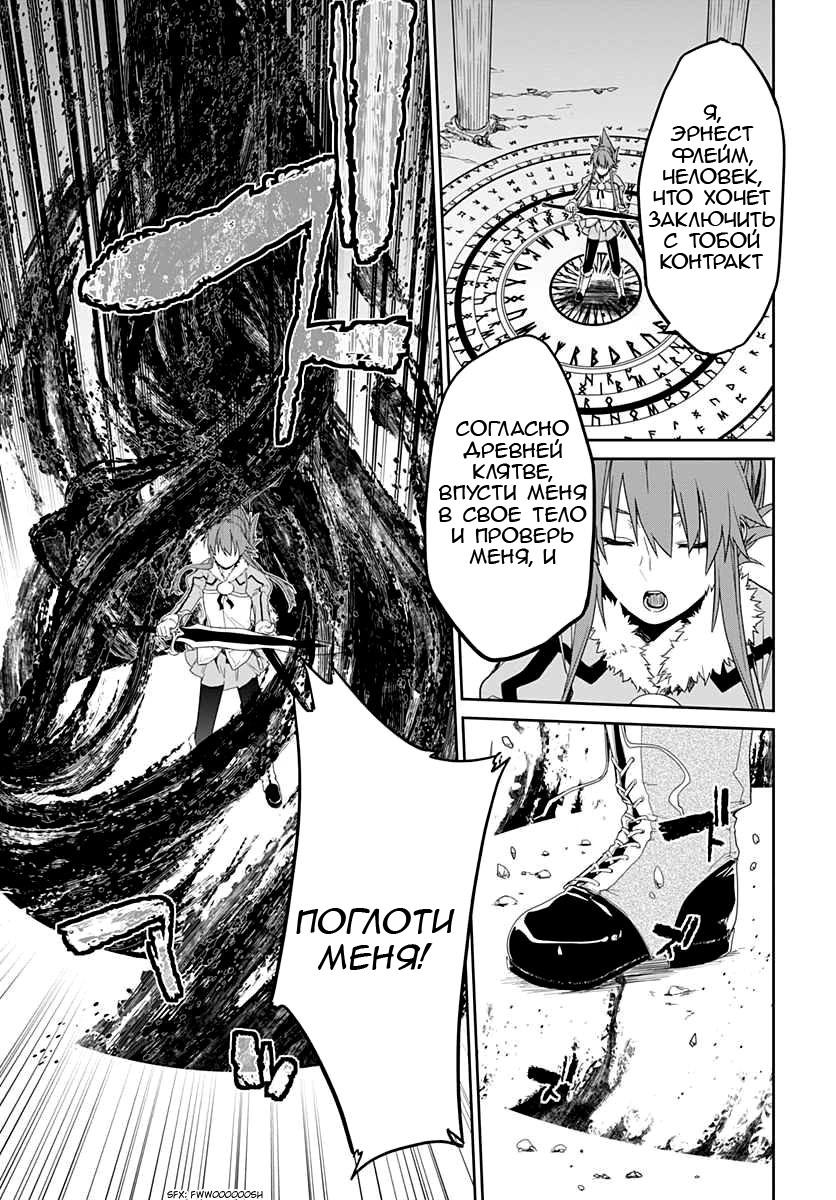 Я,
ЭРНЕСТ
ФЛЕЙМ,
ЧЕЛОВЕК,
ЧТО ХОЧЕТ
ЗАКЛЮЧИТЬ
С ТОБОЙ
КОНТРАКТ
СОГЛАСНО
ДРЕВНЕЙ
КЛЯТВЕ,
ВПУСТИ МЕНЯ
В СВОЕ ТЕЛО
И ПРОВЕРЬ
МЕНЯ, И
ПОГЛОТИ
МЕНЯ!
SFX: FWWOOOOOOOSH